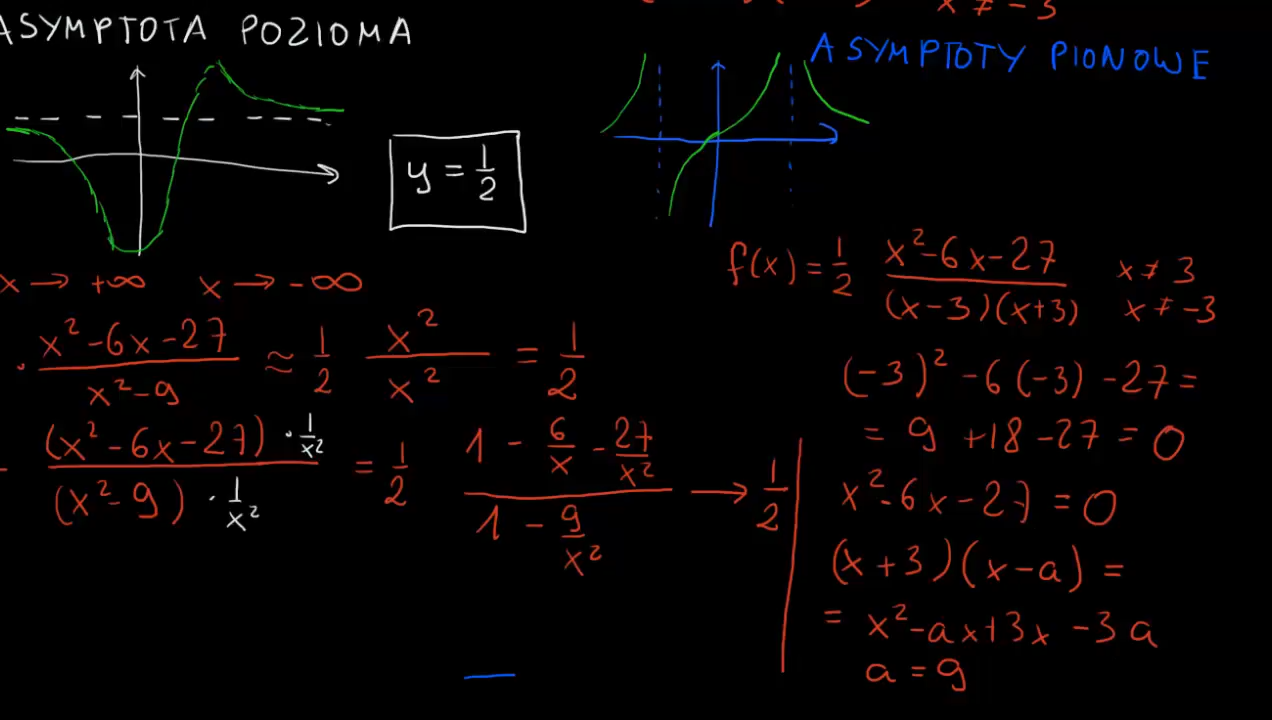 ASYMPTOTA POZIOMA
y = 1/2
x → +∞ x → -∞
· (x² - 6x - 27)/(x² - 9) ≈ 1/2 x²/x² = 1/2
(x² - 6x - 27) · 1/x² / (x² - 9) · 1/x² = 1/2 (1 - 6/x - 27/x²)/(1 - 9/x²) → 1/2
x ≠ -3
ASYMPTOTY PIONOWE
f(x) = 1/2 (x² - 6x - 27)/((x - 3)(x + 3)) x ≠ 3
x ≠ -3
(-3)² - 6(-3) - 27 =
= 9 + 18 - 27 = 0
x² - 6x - 27 = 0
(x + 3)(x - a) =
= x² - ax + 3x - 3a
a = 9